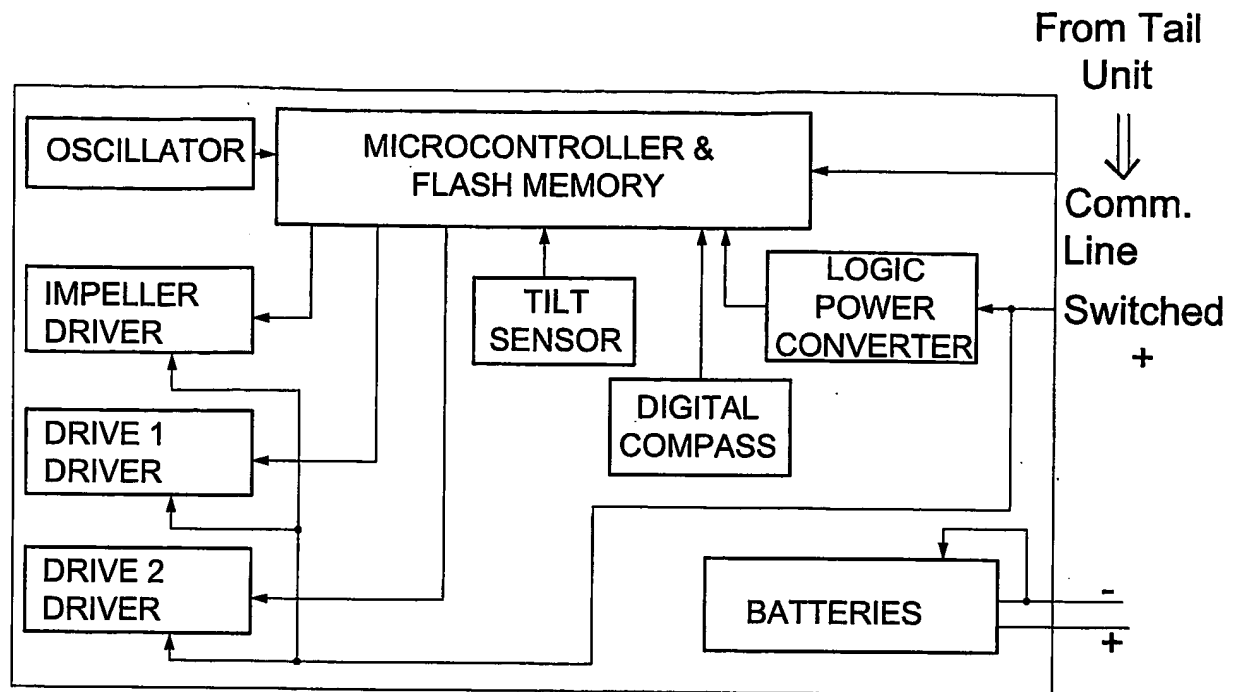 From Tail
Unit
OSCILLATOR
MICROCONTROLLER &
FLASH MEMORY
Comm.
Line
IMPELLER
DRIVER
TILT
SENSOR
LOGIC
POWER
CONVERTER
Switched
+
DRIVE 1
DRIVER
DIGITAL
COMPASS
DRIVE 2
DRIVER
BATTERIES
-
+